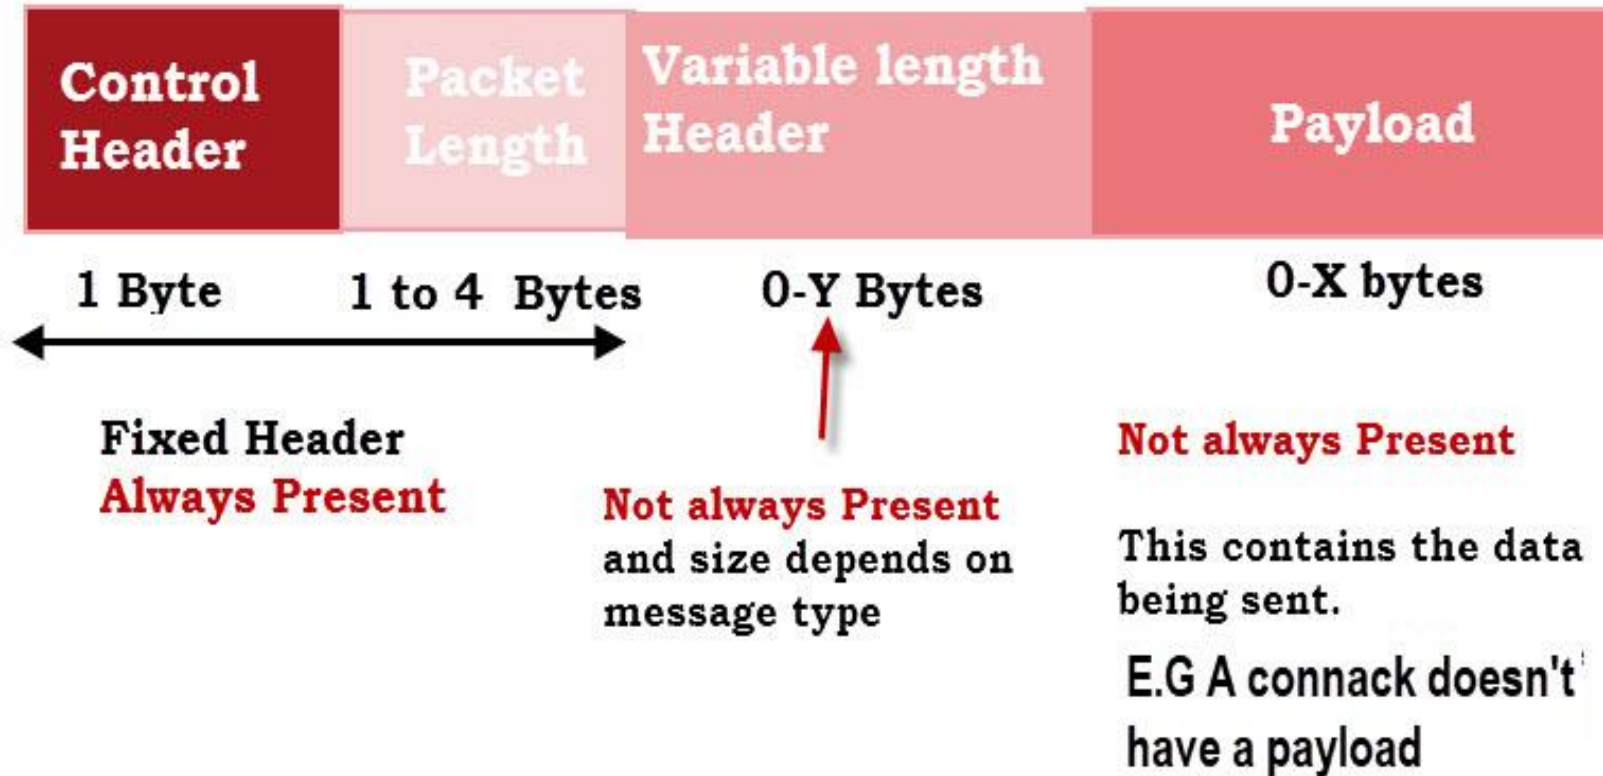 Control
Header
Packet
Length
Variable length
Header
Payload
1 Byte
1 to 4 Bytes
0-Y Bytes
0-X bytes
Fixed Header
Always Present
Not always Present
and size depends on
message type
Not always Present
This contains the data
being sent.
E.G A connack doesn't
have a payload